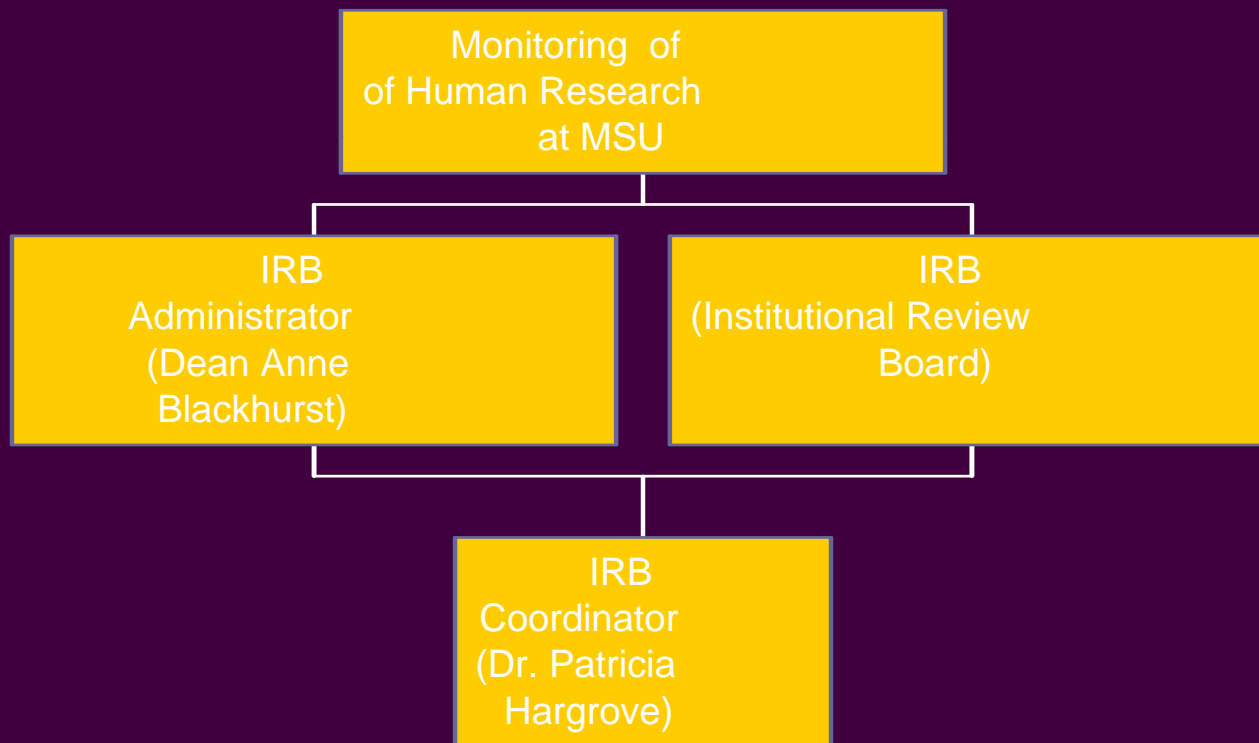 Monitoring of
of Human Research
at MSU
IRB
Administrator
(Dean Anne
Blackhurst)
IRB
(Institutional Review
Board)
IRB
Coordinator
(Dr. Patricia
Hargrove)